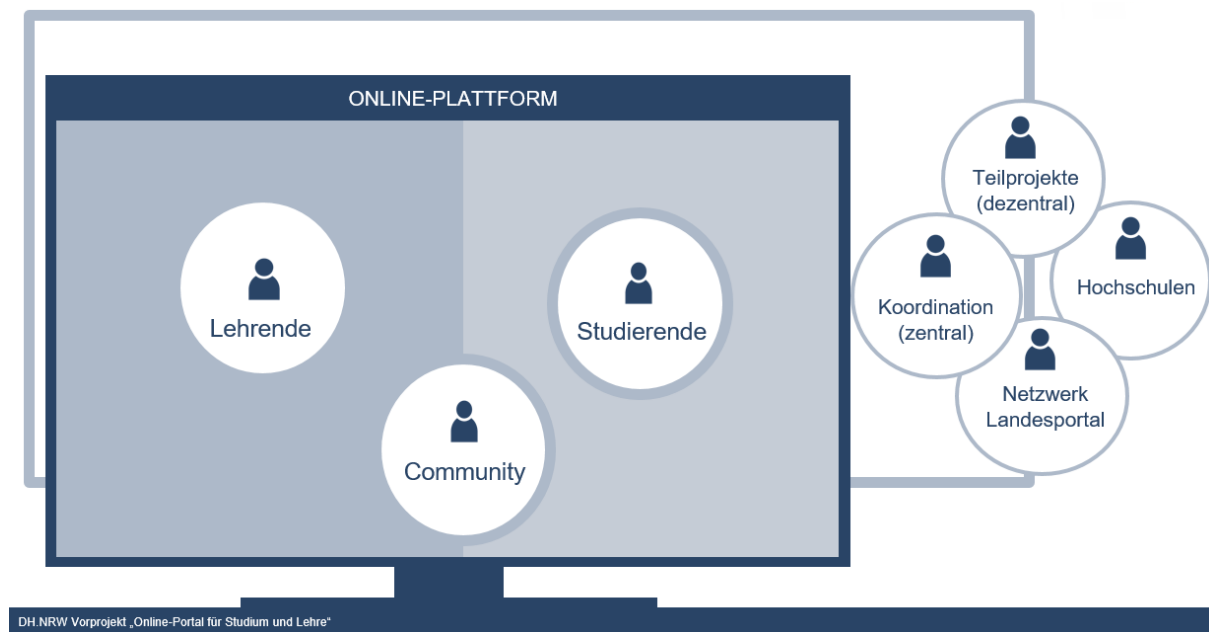 ONLINE-PLATTFORM
Lehrende
Studierende
Community
Teilprojekte
(dezentral)
Koordination
(zentral)
Hochschulen
Netzwerk
Landesportal
DH.NRW Vorprojekt „Online-Portal für Studium und Lehre“